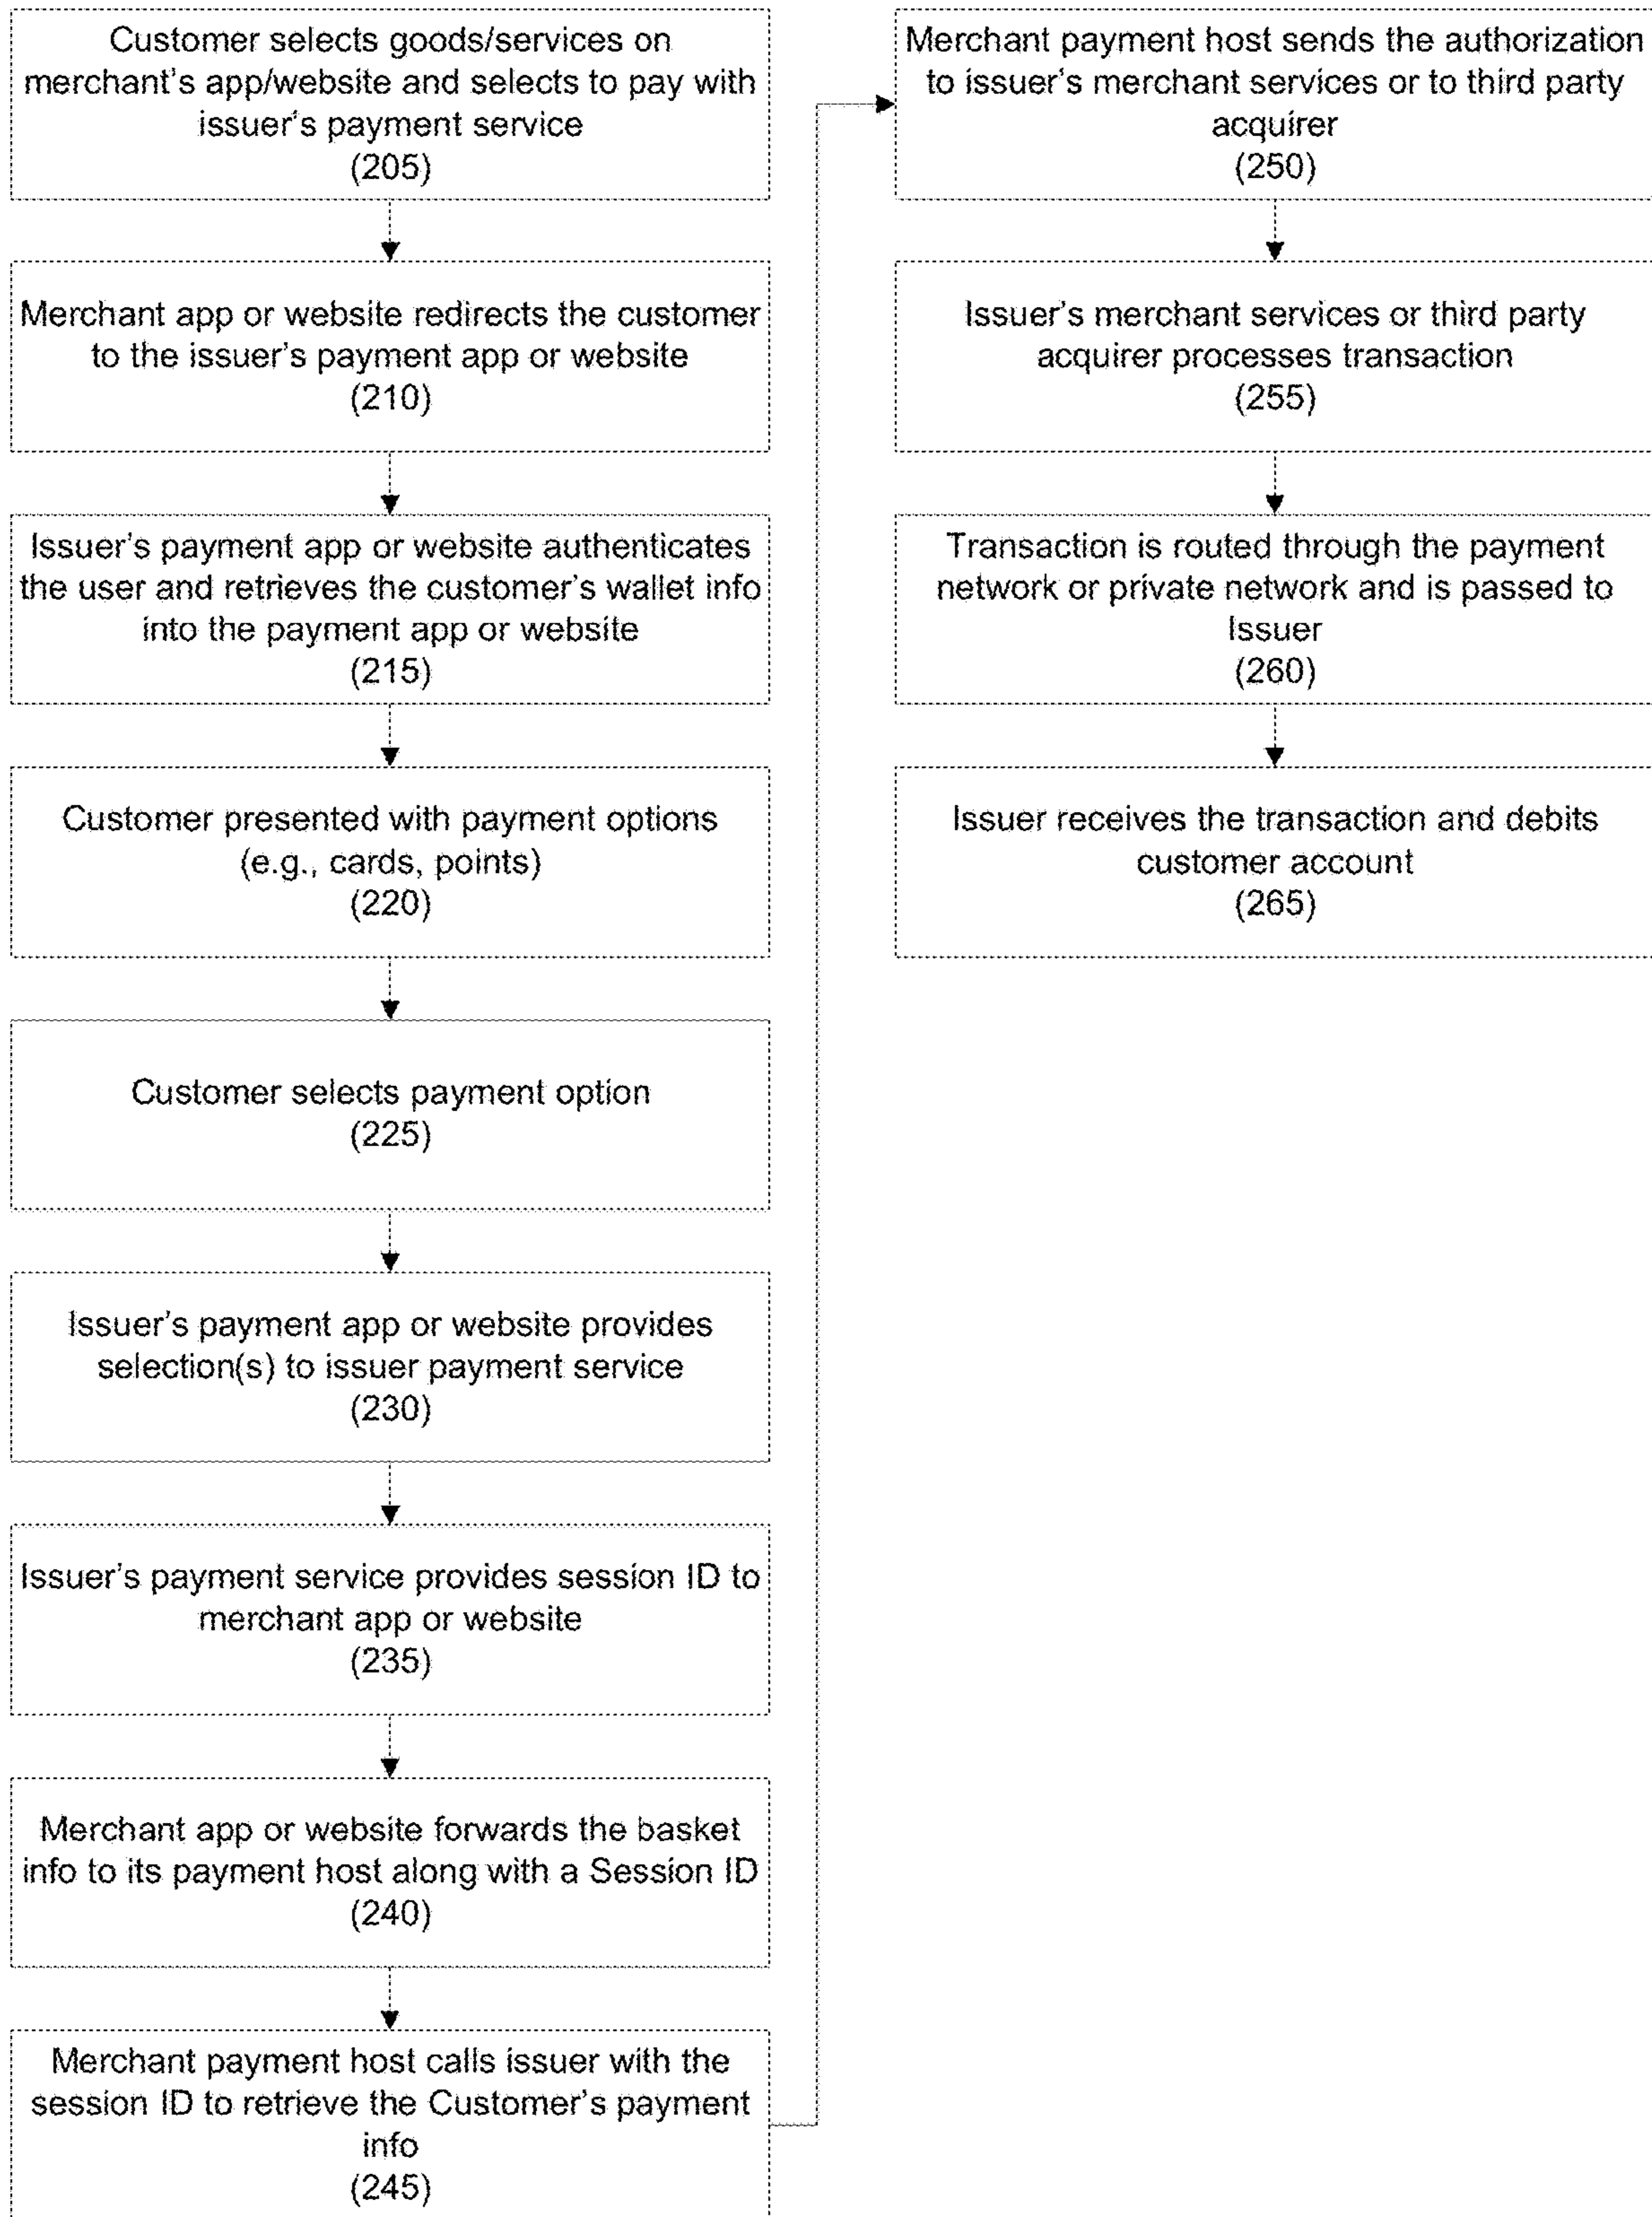 Customer selects goods/services on
merchant's app/website and selects to pay with
issuer's payment service
(205)
Merchant app or website redirects the customer
to the issuer's payment app or website
(210)
Issuer's payment app or website authenticates
the user and retrieves the customer's wallet info
into the payment app or website
(215)
Customer presented with payment options
(e.g., cards, points)
(220)
Customer selects payment option
(225)
Issuer's payment app or website provides
selection(s) to issuer payment service
(230)
Issuer's payment service provides session ID to
merchant app or website
(235)
Merchant app or website forwards the basket
info to its payment host along with a Session ID
(240)
Merchant payment host calls issuer with the
session ID to retrieve the Customer's payment
info
(245)
Merchant payment host sends the authorization
to issuer's merchant services or to third party
acquirer
(250)
Issuer's merchant services or third party
acquirer processes transaction
(255)
Transaction is routed through the payment
network or private network and is passed to
Issuer
(260)
Issuer receives the transaction and debits
customer account
(265)